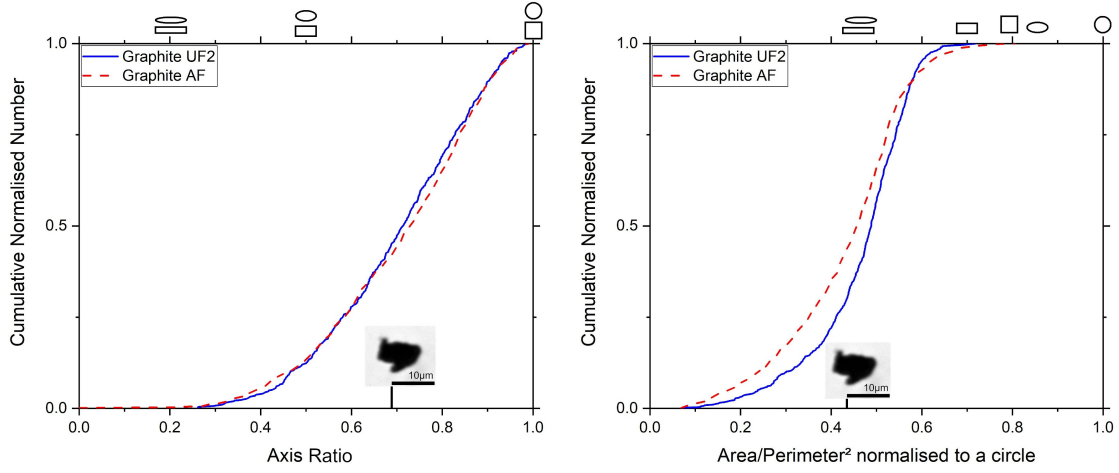 Graphite UF2
Graphite AF
Cumulative Normalised Number
1.0
0.5
0.0
0.0
0.2
0.4
0.6
0.8
1.0
10µm
Axis Ratio
Graphite UF2
Graphite AF
Cumulative Normalised Number
1.0
0.5
0.0
0.0
0.2
0.4
0.6
0.8
1.0
10µm
Area/Perimeter² normalised to a circle